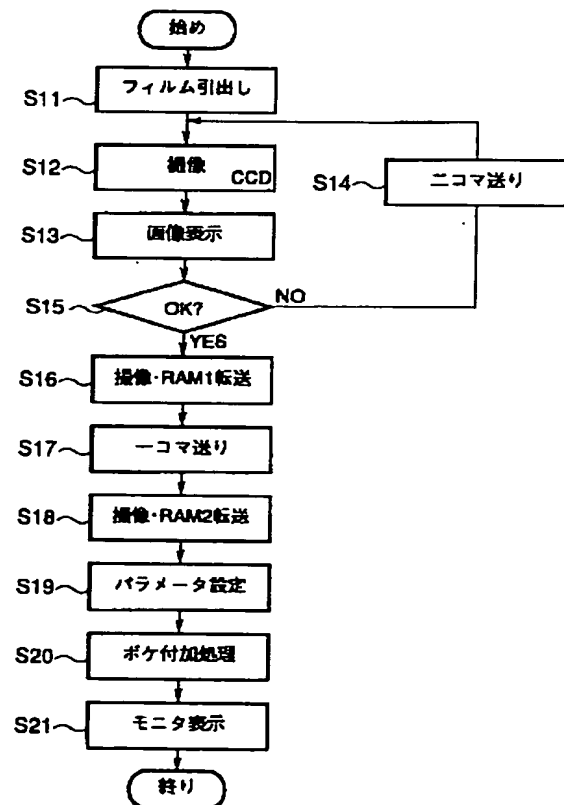 始め
S11
フィルム引出し
S12
撮像
CCD
S14
二コマ送り
S13
画像表示
S15
OK?
NO
YES
S16
撮像・RAM1転送
S17
一コマ送り
S18
撮像・RAM2転送
S19
パラメータ設定
S20
ボケ付加処理
S21
モニタ表示
終り